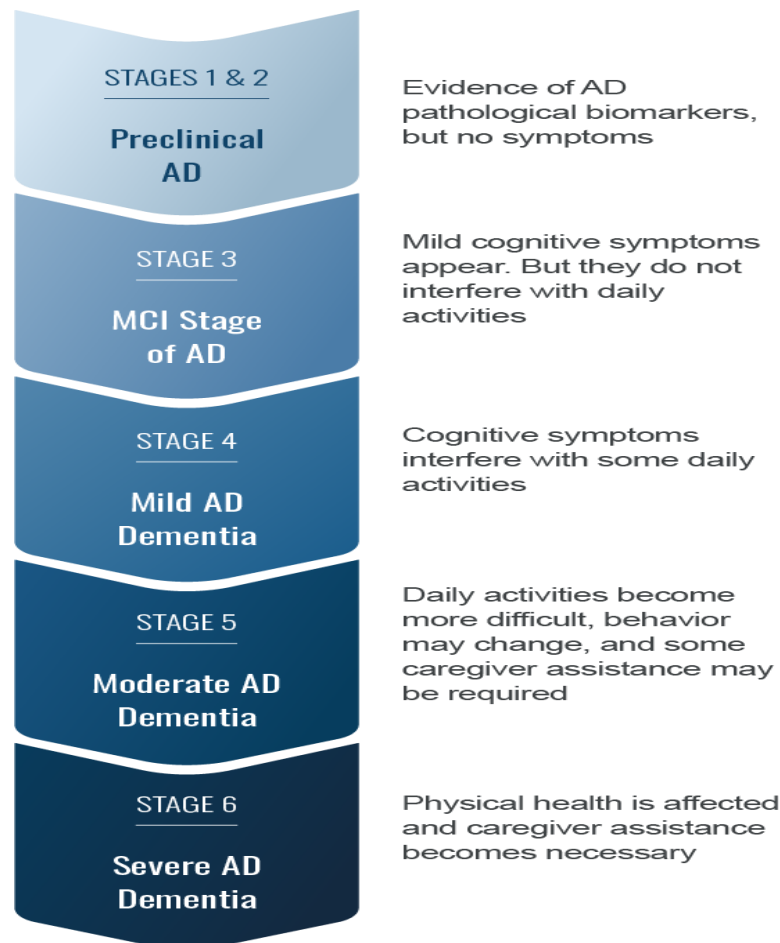 STAGES 1 & 2
Preclinical
AD
Evidence of AD
pathological biomarkers,
but no symptoms
STAGE 3
MCI Stage
of AD
Mild cognitive symptoms
appear. But they do not
interfere with daily
activities
STAGE 4
Mild AD
Dementia
Cognitive symptoms
interfere with some daily
activities
STAGE 5
Moderate AD
Dementia
Daily activities become
more difficult, behavior
may change, and some
caregiver assistance may
be required
STAGE 6
Severe AD
Dementia
Physical health is affected
and caregiver assistance
becomes necessary